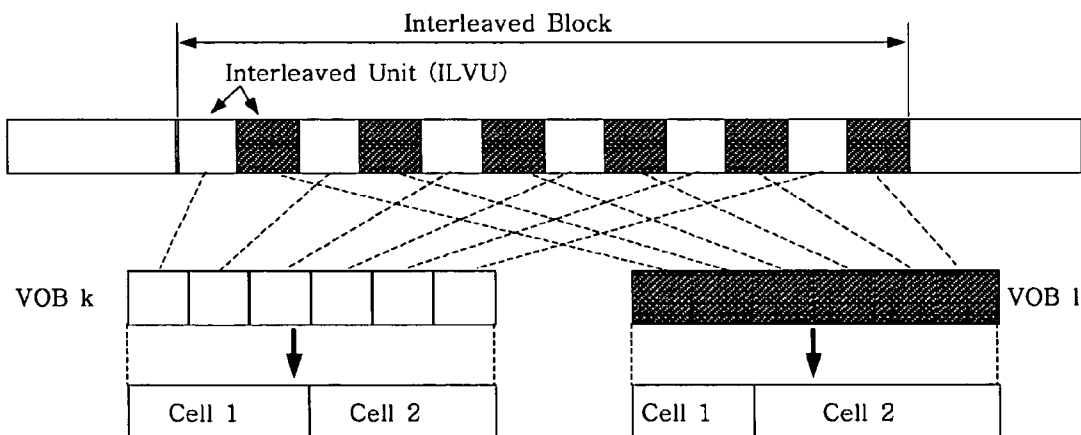 Interleaved Block
Interleaved Unit (ILVU)
VOB k
VOB l
Cell 1
Cell 2
Cell 1
Cell 2